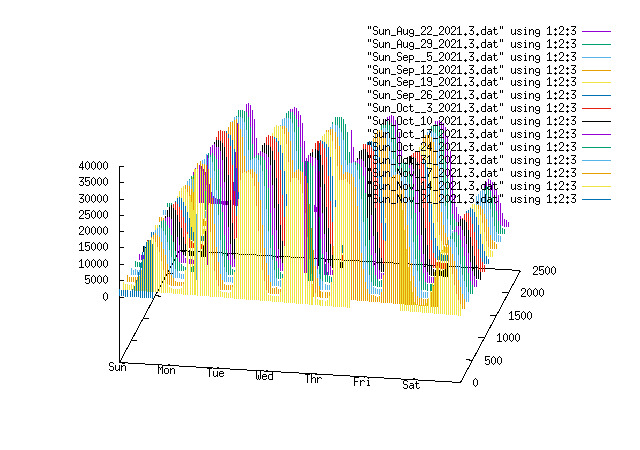 "Sun_Aug_22_2021.3.dat" using 1:2:3
"Sun_Aug_29_2021.3.dat" using 1:2:3
"Sun_Sep__5_2021.3.dat" using 1:2:3
"Sun_Sep_12_2021.3.dat" using 1:2:3
"Sun_Sep_19_2021.3.dat" using 1:2:3
"Sun_Sep_26_2021.3.dat" using 1:2:3
"Sun_Oct__3_2021.3.dat" using 1:2:3
"Sun_Oct_10_2021.3.dat" using 1:2:3
"Sun_Oct_17_2021.3.dat" using 1:2:3
"Sun_Oct_24_2021.3.dat" using 1:2:3
"Sun_Oct_31_2021.3.dat" using 1:2:3
"Sun_Nov__7_2021.3.dat" using 1:2:3
"Sun_Nov_14_2021.3.dat" using 1:2:3
"Sun_Nov_21_2021.3.dat" using 1:2:3
40000
35000
30000
25000
20000
15000
10000
5000
0
2500
2000
1500
1000
500
0
Sun Mon Tue Wed Thr Fri Sat